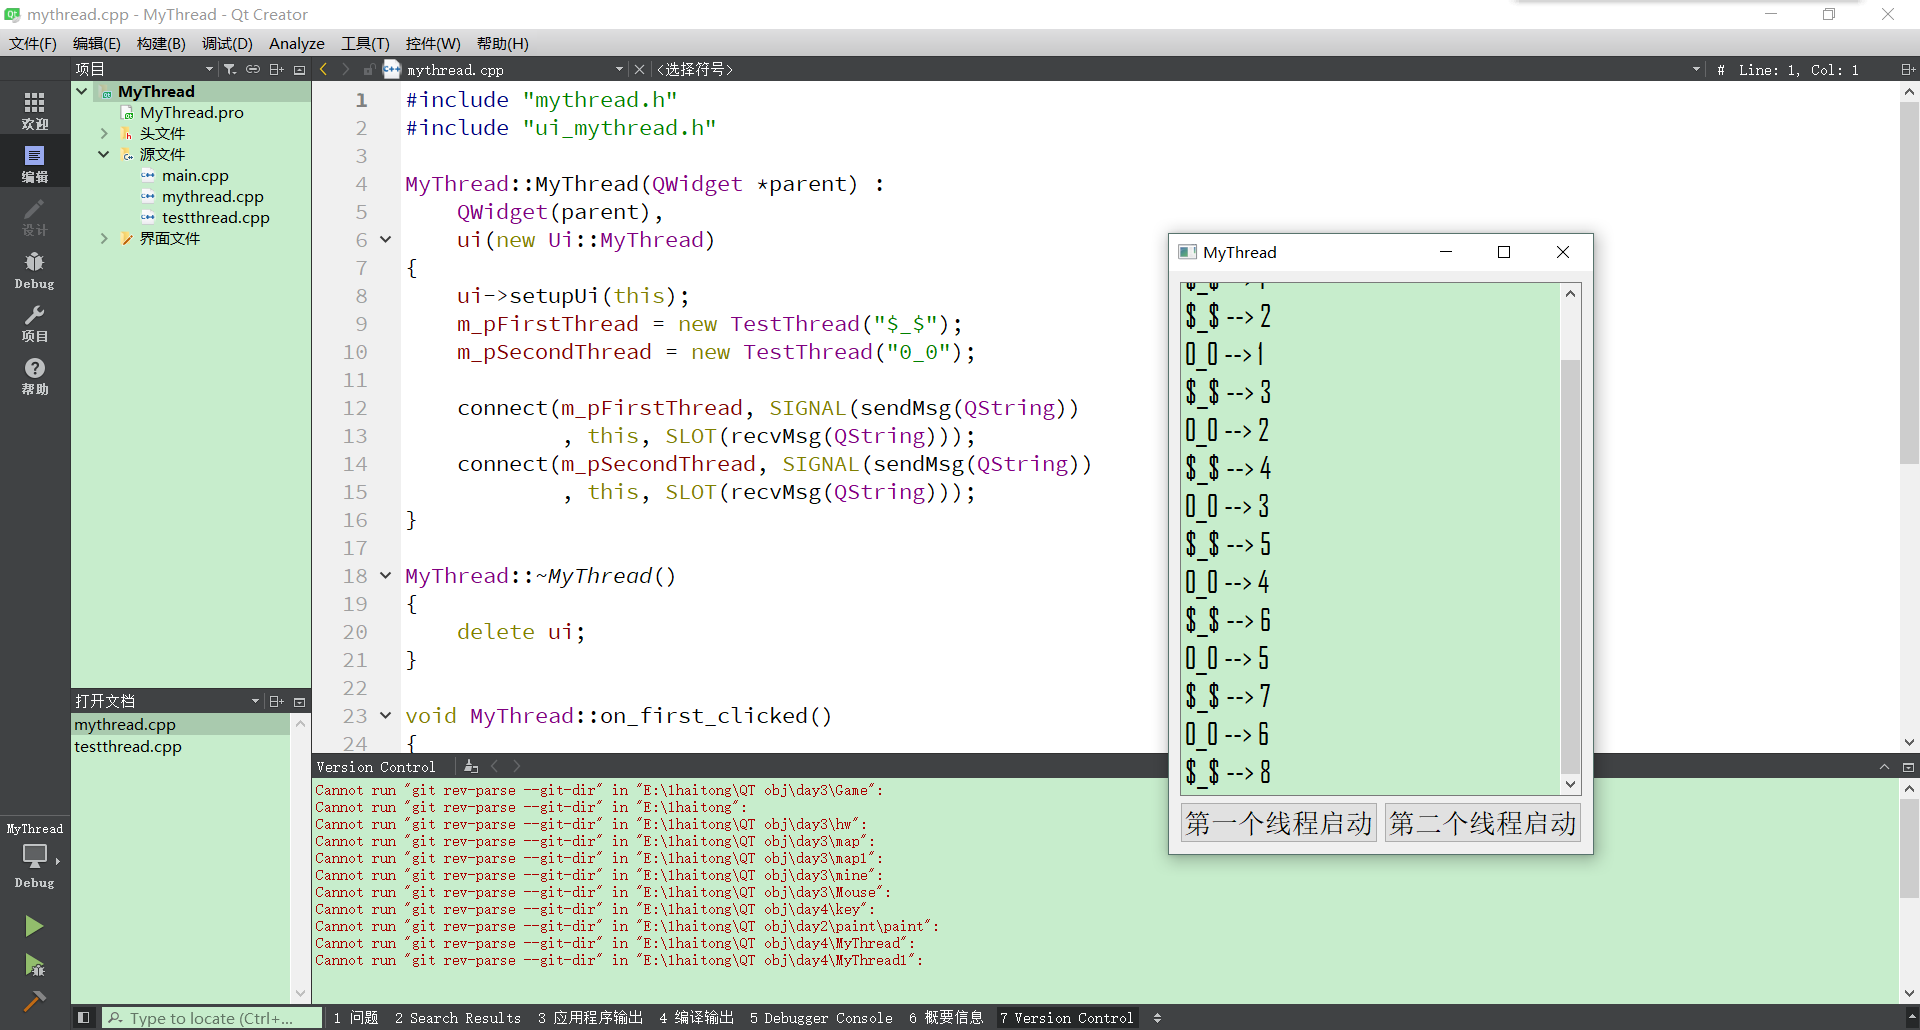 mythread.cpp - MyThread - Qt Creator
文件(F) 编辑(E) 构建(B) 调试(D) Analyze 工具(T) 控件(W) 帮助(H)
项目
mythread.cpp
<选择符号>
# Line: 1, Col: 1
欢迎
编辑
设计
Debug
项目
帮助
MyThread
Debug
MyThread
MyThread.pro
头文件
源文件
main.cpp
mythread.cpp
testthread.cpp
界面文件
打开文档
mythread.cpp
testthread.cpp
1 #include "mythread.h"
2 #include "ui_mythread.h"
3
4 MyThread::MyThread(QWidget *parent) :
5     QWidget(parent),
6     ui(new Ui::MyThread)
7 {
8     ui->setupUi(this);
9     m_pFirstThread = new TestThread("$_$");
10     m_pSecondThread = new TestThread("0_0");
11
12     connect(m_pFirstThread, SIGNAL(sendMsg(QString))
13             , this, SLOT(recvMsg(QString)));
14     connect(m_pSecondThread, SIGNAL(sendMsg(QString))
15             , this, SLOT(recvMsg(QString)));
16 }
17
18 MyThread::~MyThread()
19 {
20     delete ui;
21 }
22
23 void MyThread::on_first_clicked()
24 {
MyThread
$_$ --> 2
0_0 --> 1
$_$ --> 3
0_0 --> 2
$_$ --> 4
0_0 --> 3
$_$ --> 5
0_0 --> 4
$_$ --> 6
0_0 --> 5
$_$ --> 7
0_0 --> 6
$_$ --> 8
第一个线程启动 第二个线程启动
Version Control
Cannot run "git rev-parse --git-dir" in "E:\1haitong\QT obj\day3\Game":
Cannot run "git rev-parse --git-dir" in "E:\1haitong":
Cannot run "git rev-parse --git-dir" in "E:\1haitong\QT obj\day3\hw":
Cannot run "git rev-parse --git-dir" in "E:\1haitong\QT obj\day3\map":
Cannot run "git rev-parse --git-dir" in "E:\1haitong\QT obj\day3\map1":
Cannot run "git rev-parse --git-dir" in "E:\1haitong\QT obj\day3\mine":
Cannot run "git rev-parse --git-dir" in "E:\1haitong\QT obj\day3\Mouse":
Cannot run "git rev-parse --git-dir" in "E:\1haitong\QT obj\day4\key":
Cannot run "git rev-parse --git-dir" in "E:\1haitong\QT obj\day2\paint\paint":
Cannot run "git rev-parse --git-dir" in "E:\1haitong\QT obj\day4\MyThread":
Cannot run "git rev-parse --git-dir" in "E:\1haitong\QT obj\day4\MyThread1":
Type to locate (Ctrl+...
1 问题 2 Search Results 3 应用程序输出 4 编译输出 5 Debugger Console 6 概要信息 7 Version Control